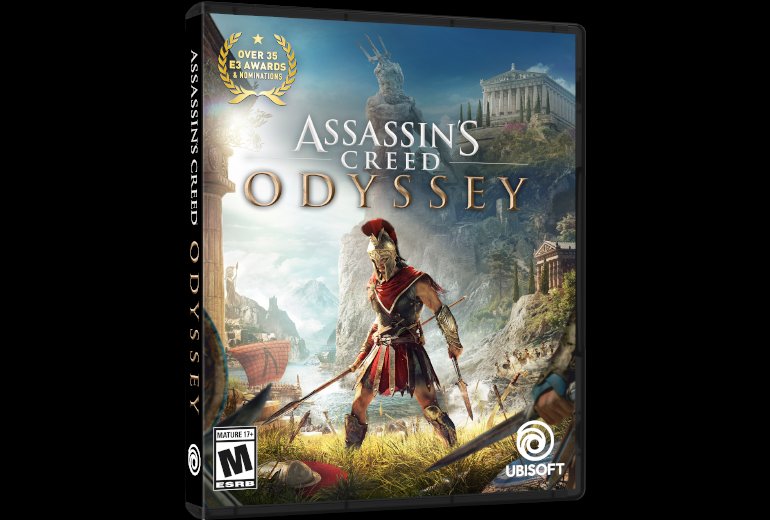 ASSASSIN'S CREED ODYSSEY
OVER 35
E3 AWARDS
& NOMINATIONS
ASSASSIN'S
CREED
ODYSSEY
MATURE 17+
M
ESRB
UBISOFT